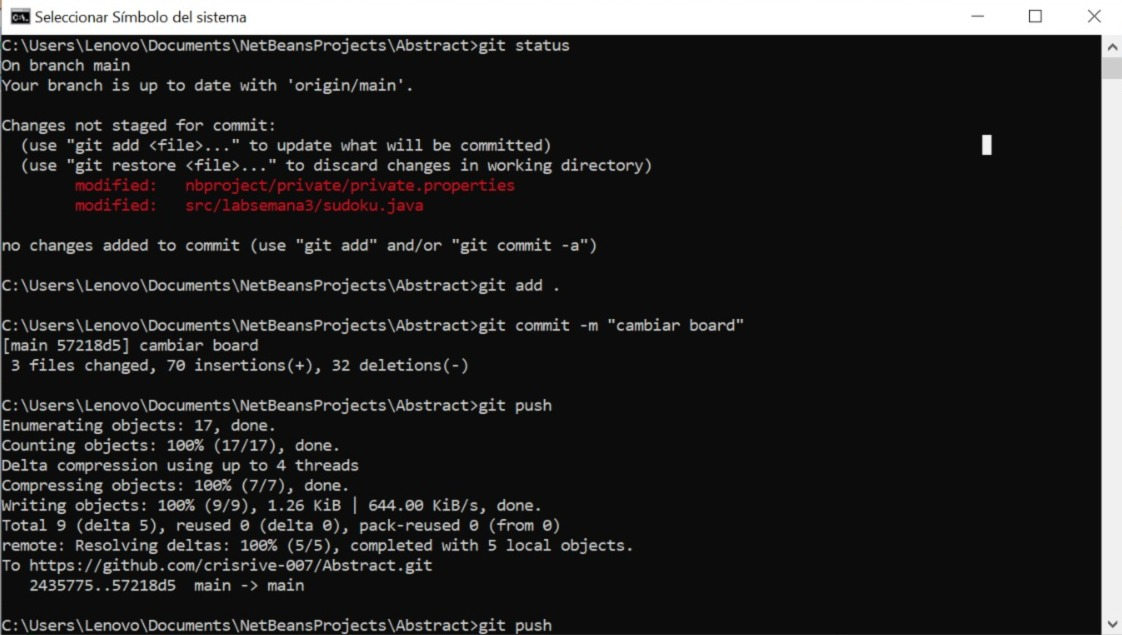 Seleccionar Símbolo del sistema
C:\Users\Lenovo\Documents\NetBeansProjects\Abstract>git status
On branch main
Your branch is up to date with 'origin/main'.
Changes not staged for commit:
  (use "git add <file>..." to update what will be committed)
  (use "git restore <file>..." to discard changes in working directory)
        modified:   nbproject/private/private.properties
        modified:   src/labsemana3/sudoku.java
no changes added to commit (use "git add" and/or "git commit -a")
C:\Users\Lenovo\Documents\NetBeansProjects\Abstract>git add .
C:\Users\Lenovo\Documents\NetBeansProjects\Abstract>git commit -m "cambiar board"
[main 57218d5] cambiar board
 3 files changed, 70 insertions(+), 32 deletions(-)
C:\Users\Lenovo\Documents\NetBeansProjects\Abstract>git push
Enumerating objects: 17, done.
Counting objects: 100% (17/17), done.
Delta compression using up to 4 threads
Compressing objects: 100% (7/7), done.
Writing objects: 100% (9/9), 1.26 KiB | 644.00 KiB/s, done.
Total 9 (delta 5), reused 0 (delta 0), pack-reused 0 (from 0)
remote: Resolving deltas: 100% (5/5), completed with 5 local objects.
To https://github.com/crisrive-007/Abstract.git
   2435775..57218d5  main -> main
C:\Users\Lenovo\Documents\NetBeansProjects\Abstract>git push